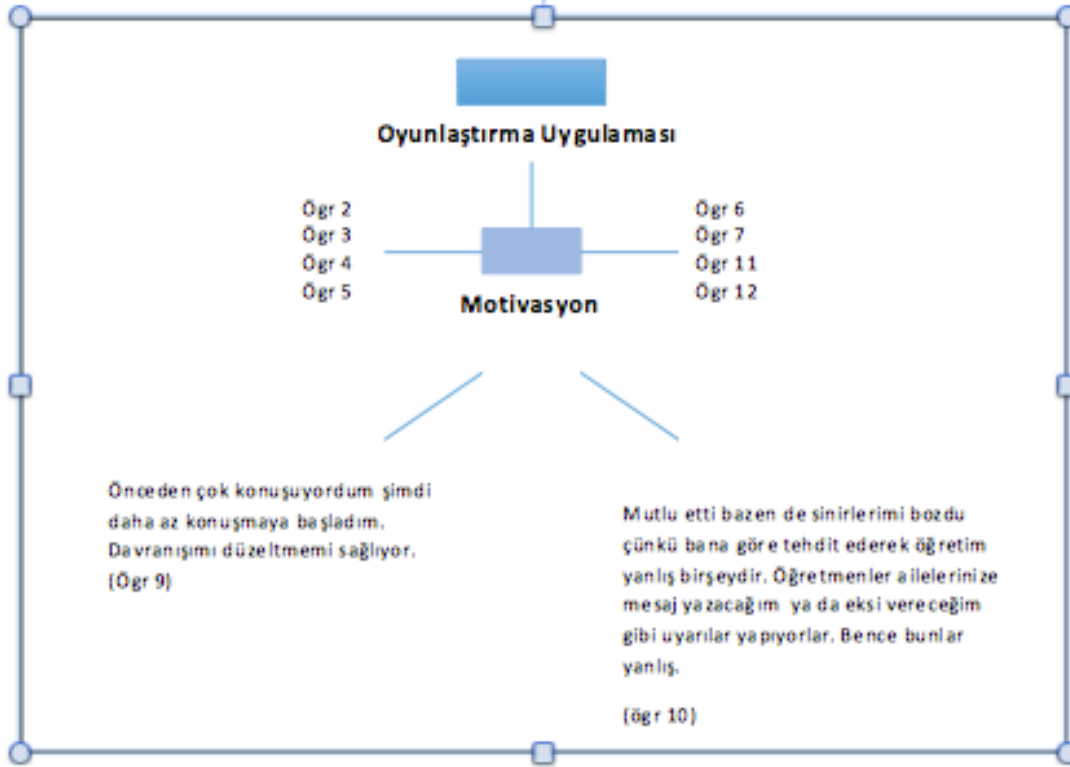 Oyunlaştırma Uygulaması
Ögr 2
Ögr 3
Ögr 4
Ögr 5
Ögr 6
Ögr 7
Ögr 11
Ögr 12
Motivasyon
Önceden çok konuşuyordum şimdi
daha az konuşmaya başladım.
Davranışımı düzeltmemi sağlıyor.
(Ögr 9)
Mutlu etti bazen de sinirlerimi bozdu
çünkü bana göre tehdit ederek öğretim
yanlış birşeydir. Öğretmenler ailelerinize
mesaj yazacağım ya da eksi vereceğim
gibi uyarılar yapıyorlar. Bence bunlar
yanlış.
(ögr 10)